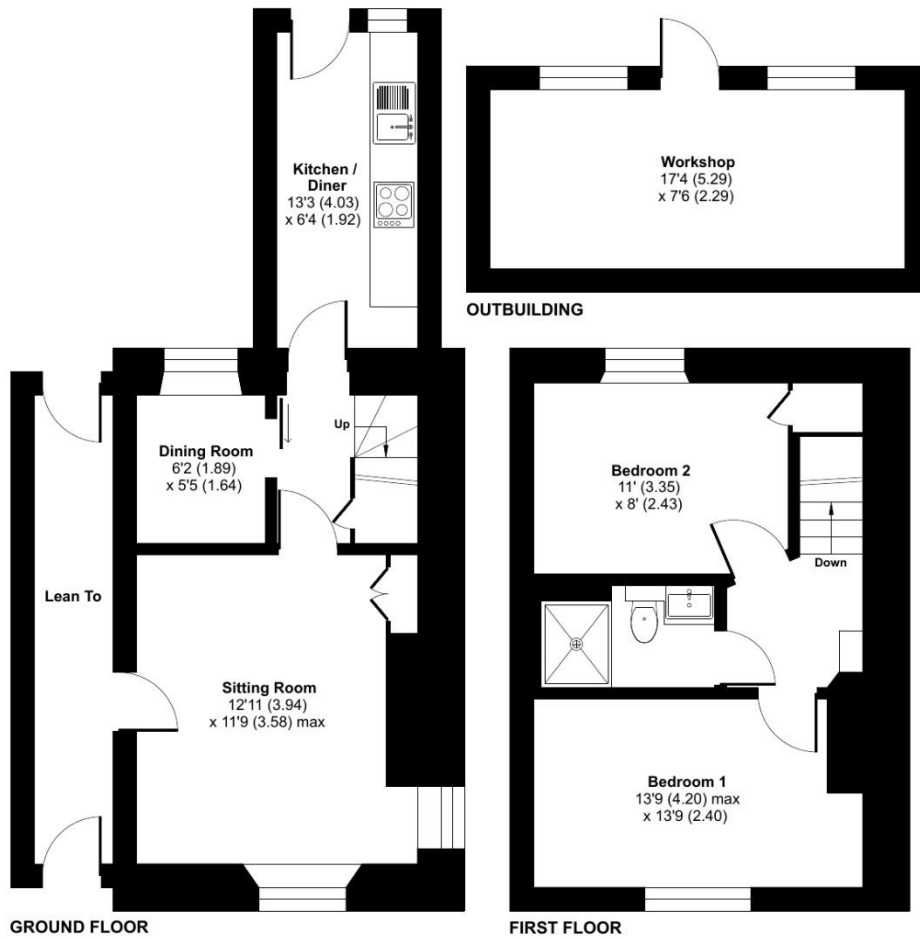 Kitchen /
Diner
13'3 (4.03)
x 6'4 (1.92)
Workshop
17'4 (5.29)
x 7'6 (2.29)
OUTBUILDING
Up
Dining Room
6'2 (1.89)
x 5'5 (1.64)
Lean To
Sitting Room
12'11 (3.94)
x 11'9 (3.58) max
GROUND FLOOR
Bedroom 2
11' (3.35)
x 8' (2.43)
Down
Bedroom 1
13'9 (4.20) max
x 13'9 (2.40)
FIRST FLOOR